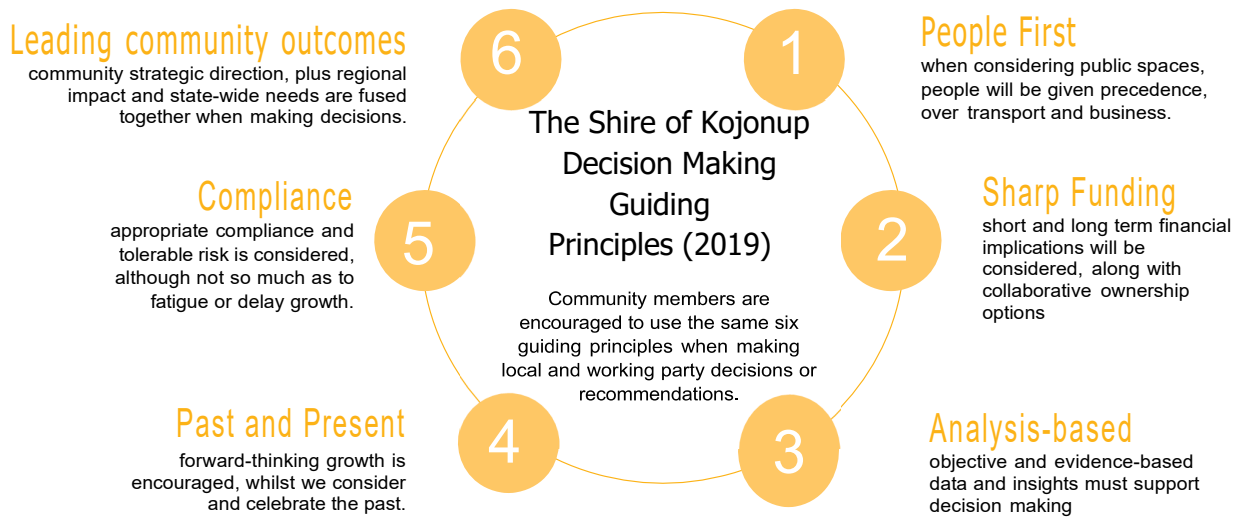 The Shire of Kojonup
Decision Making
Guiding
Principles (2019)
Community members are
encouraged to use the same six
guiding principles when making
local and working party decisions or
recommendations.
1
People First
when considering public spaces,
people will be given precedence,
over transport and business.
2
Sharp Funding
short and long term financial
implications will be
considered, along with
collaborative ownership
options
3
Analysis-based
objective and evidence-based
data and insights must support
decision making
4
Past and Present
forward-thinking growth is
encouraged, whilst we consider
and celebrate the past.
5
Compliance
appropriate compliance and
tolerable risk is considered,
although not so much as to
fatigue or delay growth.
6
Leading community outcomes
community strategic direction, plus regional
impact and state-wide needs are fused
together when making decisions.